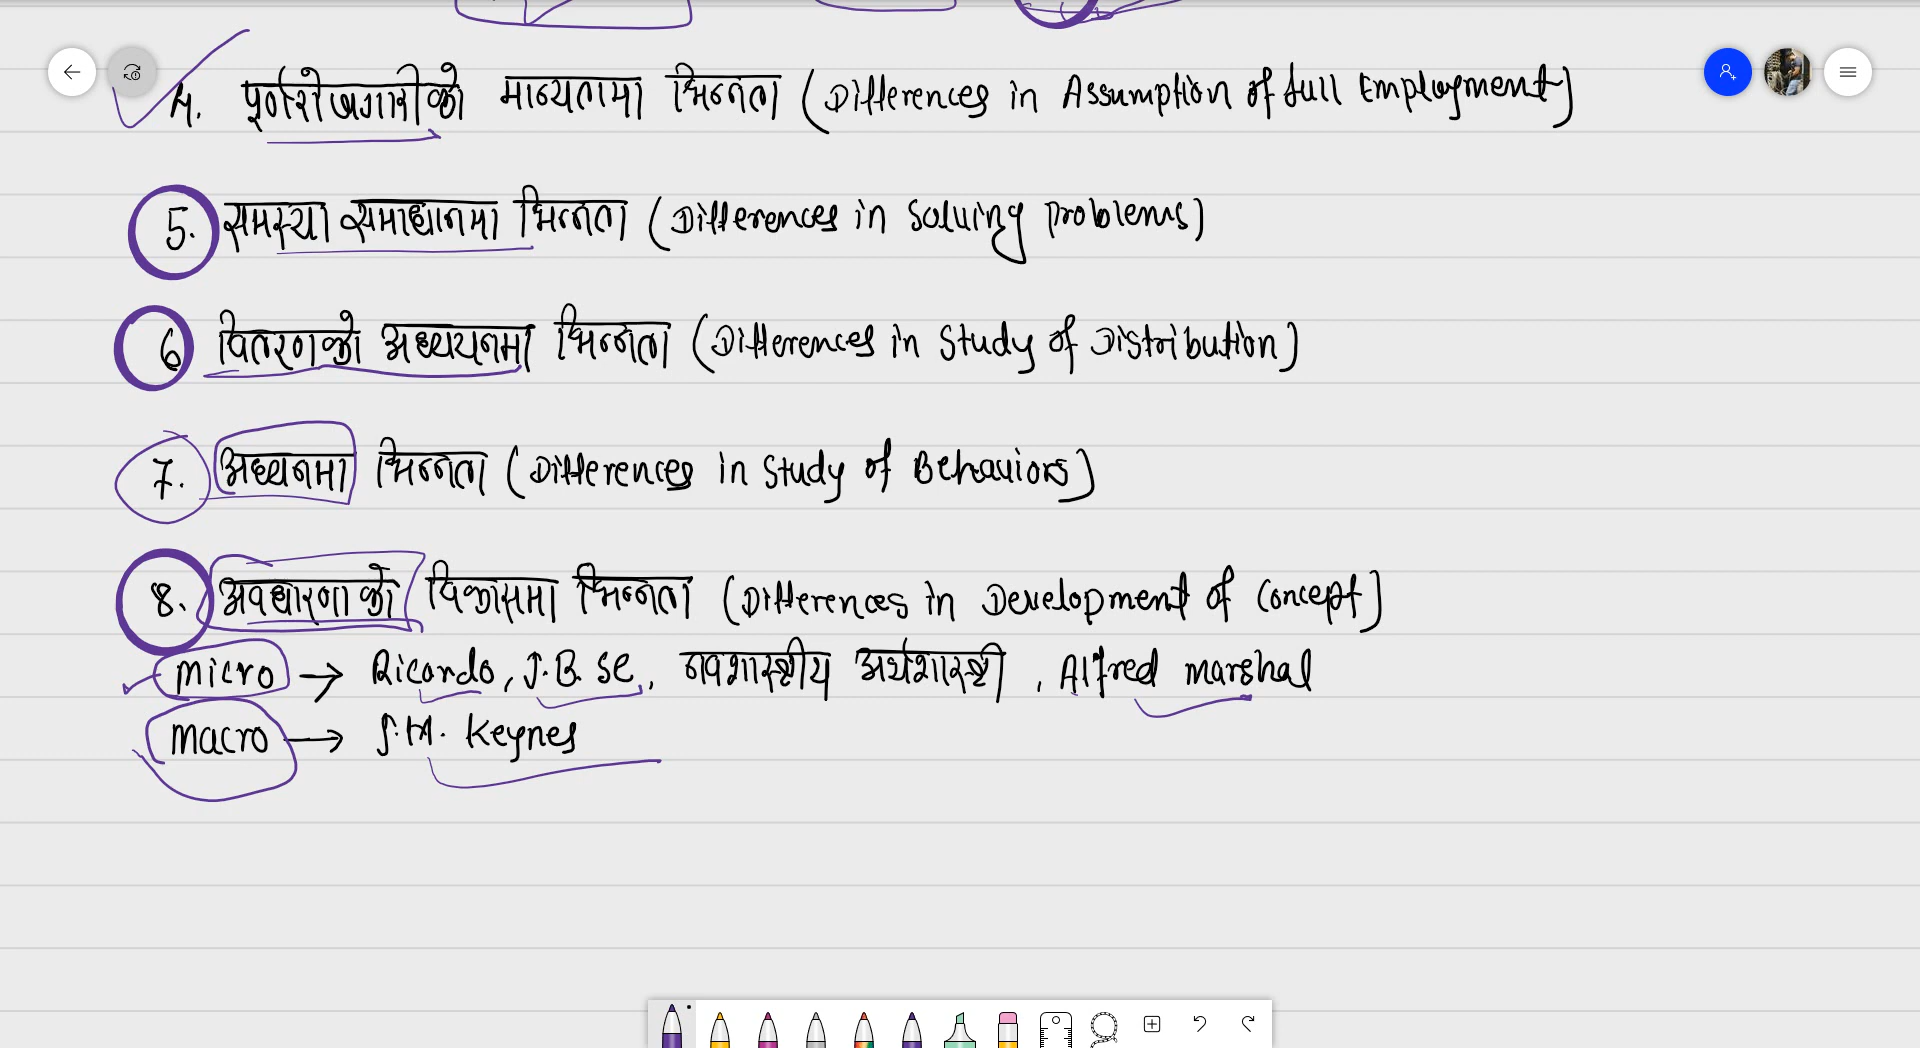 4. पूर्णरोजगारीको मान्यतामा भिन्नता (Differences in Assumption of full Employment)
5. समस्या समाधानमा भिन्नता (Differences in Solving Problems)
6 वितरणको अध्ययनमा भिन्नता (Differences in Study of Distribution)
7. अध्यनमा भिन्नता (Differences in Study of Behaviors)
8. अवधारणाको विकासमा भिन्नता (Differences in Development of Concept)
micro → Ricardo, J.B. Se, नवशास्त्रीय अर्थशास्त्री, Alfred marshal
macro → J.M. Keynes